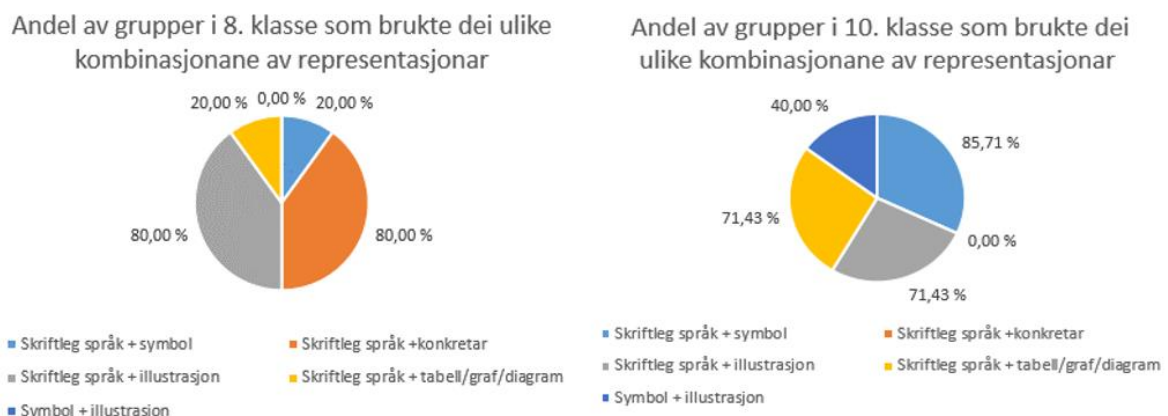 Andel av grupper i 8. klasse som brukte dei ulike
kombinasjonane av representasjonar
20,00 %
0,00 %
20,00 %
80,00 %
80,00 %
Skriftleg språk + symbol
Skriftleg språk +konkretar
Skriftleg språk + illustrasjon
Skriftleg språk + tabell/graf/diagram
Symbol + illustrasion
Andel av grupper i 10. klasse som brukte dei
ulike kombinasjonane av representasjonar
40,00 %
85,71 %
71,43 %
0,00 %
71,43 %
Skriftleg språk + symbol
Skriftleg språk +konkretar
Skriftleg språk + illustrasjon
Skriftleg språk + tabell/graf/diagram
Symbol + illustrasjon